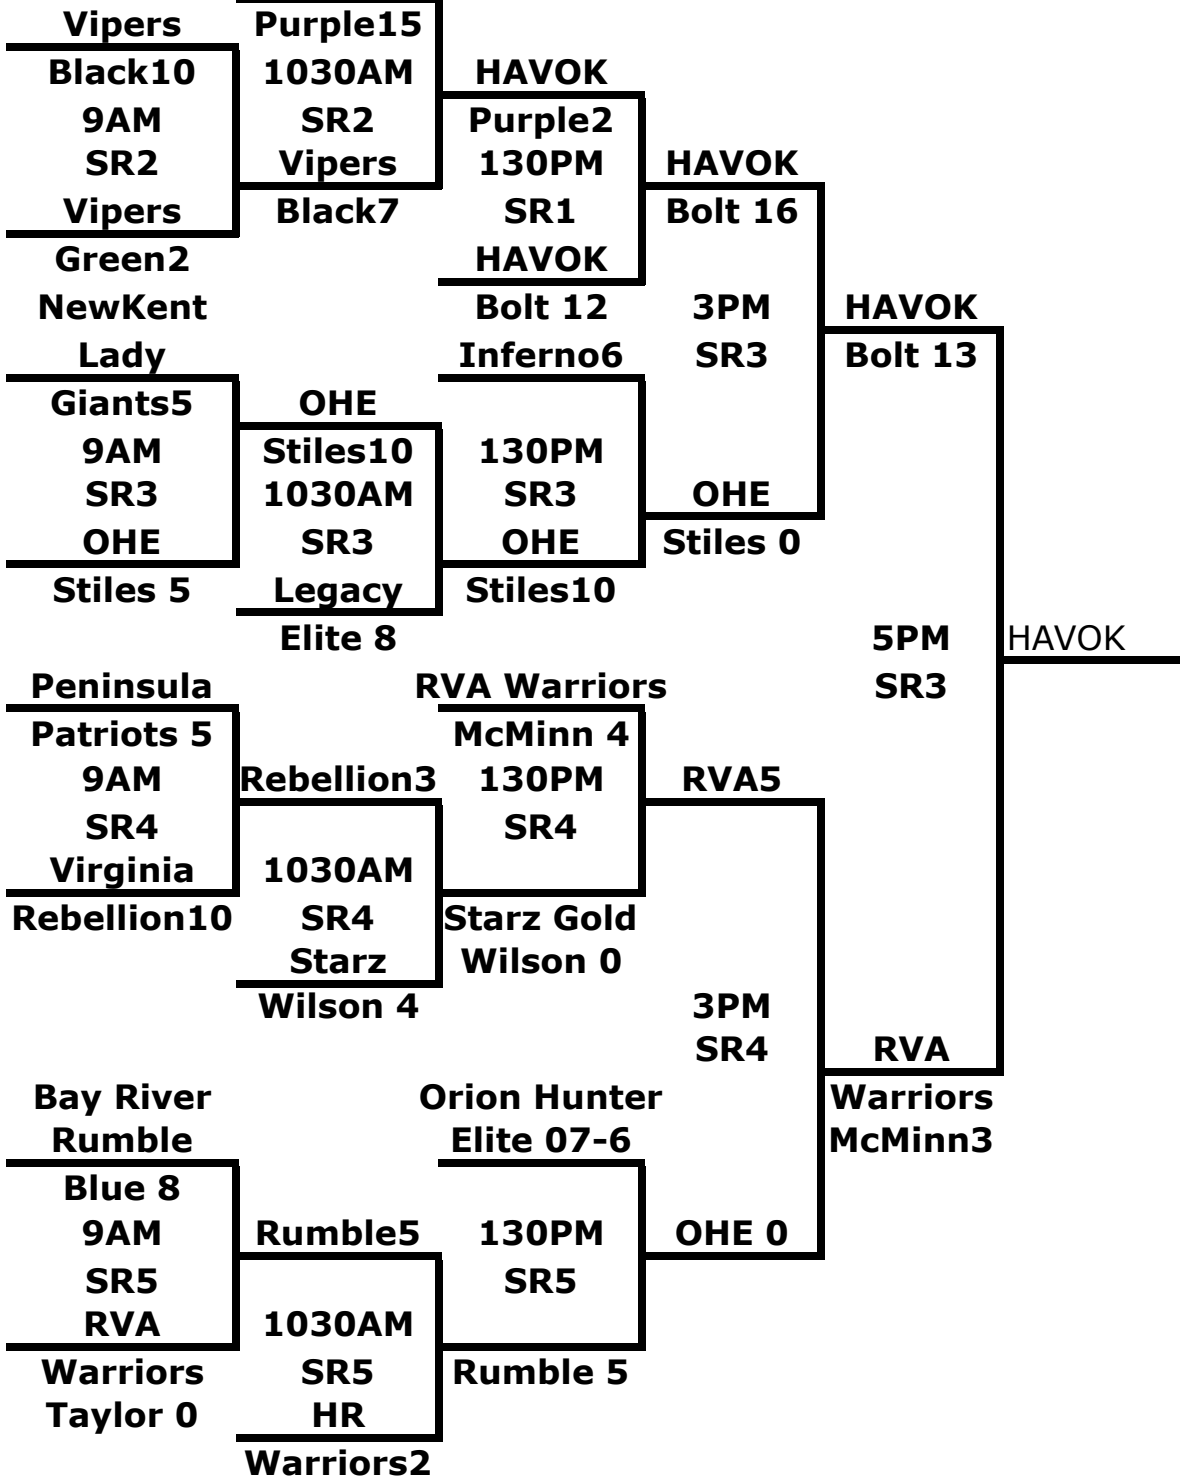 Vipers
Black10
9AM
SR2
Vipers
Green2
NewKent
Lady
Giants5
9AM
SR3
OHE
Stiles 5
Peninsula
Patriots 5
9AM
SR4
Virginia
Rebellion10
Bay River
Rumble
Blue 8
9AM
SR5
RVA
Warriors
Taylor 0
Purple15
1030AM
SR2
Vipers
Black7
OHE
Stiles10
1030AM
SR3
Legacy
Elite 8
Rebellion3
1030AM
SR4
Starz
Wilson 4
Rumble5
1030AM
SR5
HR
Warriors2
HAVOK
Purple2
130PM
SR1
HAVOK
Bolt 12
Inferno6
130PM
SR3
OHE
Stiles10
RVA Warriors
McMinn 4
130PM
SR4
Starz Gold
Wilson 0
Orion Hunter
Elite 07-6
130PM
SR5
Rumble 5
HAVOK
Bolt 16
3PM
SR3
OHE
Stiles 0
RVA5
3PM
SR4
OHE 0
HAVOK
Bolt 13
5PM
SR3
RVA
Warriors
McMinn3
HAVOK